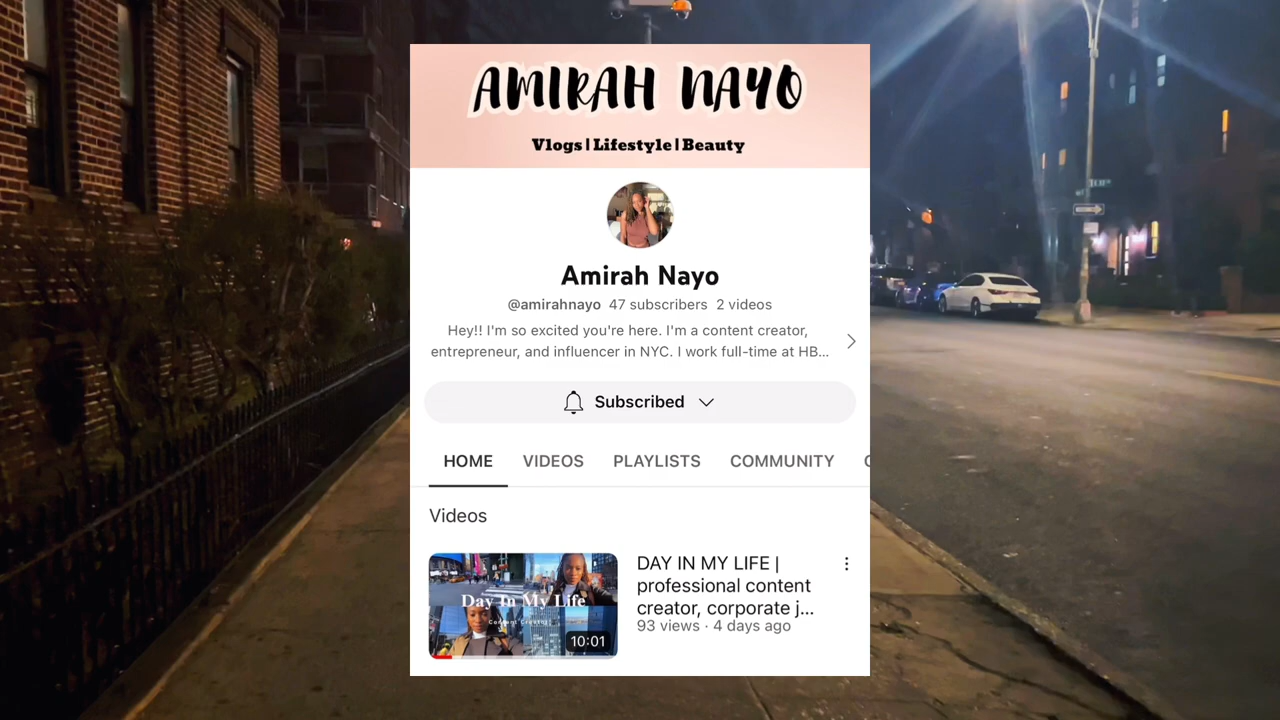 AMIRAH NAYO
Vlogs | Lifestyle | Beauty
Amirah Nayo
@amirahnayo 47 subscribers 2 videos
Hey!! I'm so excited you're here. I'm a content creator,
entrepreneur, and influencer in NYC. I work full-time at HB...
Subscribed
HOME VIDEOS PLAYLISTS COMMUNITY
Videos
Day In My Life
Content Creator
10:01
DAY IN MY LIFE |
professional content
creator, corporate j...
93 views · 4 days ago